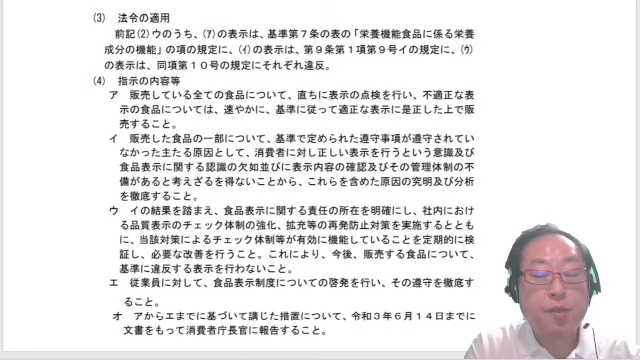 (3) 法令の適用
前記(2)ウのうち、(ｱ)の表示は、基準第７条の表の「栄養機能食品に係る栄養
成分の機能」の項の規定に、(ｲ)の表示は、第９条第１項第９号イの規定に、(ｳ)
の表示は、同項第１０号の規定にそれぞれ違反。
(4) 指示の内容等
ア 販売している全ての食品について、直ちに表示の点検を行い、不適正な表
示の食品については、速やかに、基準に従って適正な表示に是正した上で販
売すること。
イ 販売した食品の一部について、基準で定められた遵守事項が遵守されてい
なかった主たる原因として、消費者に対し正しい表示を行うという意識及び
食品表示に関する認識の欠如並びに表示内容の確認及びその管理体制の不
備があると考えざるを得ないことから、これらを含めた原因の究明及び分析
を徹底すること。
ウ イの結果を踏まえ、食品表示に関する責任の所在を明確にし、社内におけ
る品質表示のチェック体制の強化、拡充等の再発防止対策を実施するととも
に、当該対策によるチェック体制等が有効に機能していることを定期的に検
証し、必要な改善を行うこと。これにより、今後、販売する食品について、
基準に違反する表示を行わないこと。
エ 従業員に対して、食品表示制度についての啓発を行い、その遵守を徹底す
ること。
オ アからエまでに基づいて講じた措置について、令和３年６月１４日までに
文書をもって消費者庁長官に報告すること。